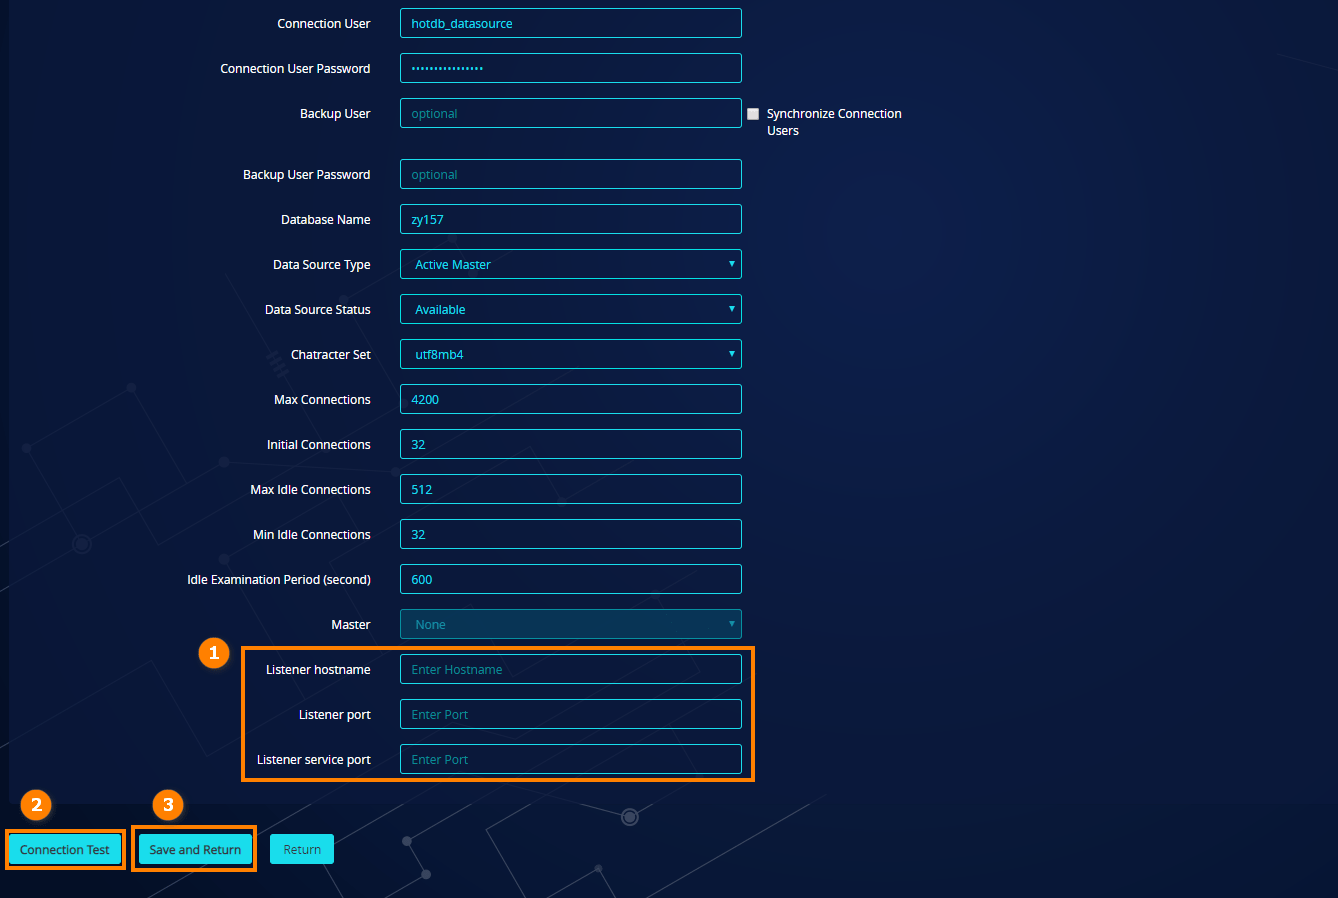 Connection User hotdb_datasource
Connection User Password ••••••••••••••••
Backup User optional Synchronize Connection
Users
Backup User Password optional
Database Name zy157
Data Source Type Active Master
Data Source Status Available
Chatracter Set utf8mb4
Max Connections 4200
Initial Connections 32
Max Idle Connections 512
Min Idle Connections 32
Idle Examination Period (second) 600
Master None
1
Listener hostname Enter Hostname
Listener port Enter Port
Listener service port Enter Port
2 3
Connection Test Save and Return Return